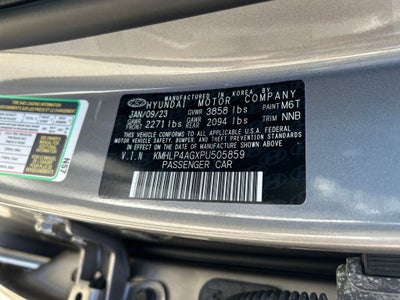 MANUFACTURED IN KOREA BY
HYUNDAI MOTOR COMPANY
JAN/09/23 GVWR 3858 lbs PAINT M6T
GAWR FRONT 2271 lbs GAWR REAR 2094 lbs TRIM NNB
THIS VEHICLE CONFORMS TO ALL APPLICABLE U.S.A FEDERAL
MOTOR VEHICLE SAFETY, BUMPER, AND THEFT PREVENTION
STANDARDS IN EFFECT ON THE DATE OF MANUFACTURE SHOWN ABOVE.
V.I.N KMHLP4AGXPU505859
PASSENGER CAR
N57